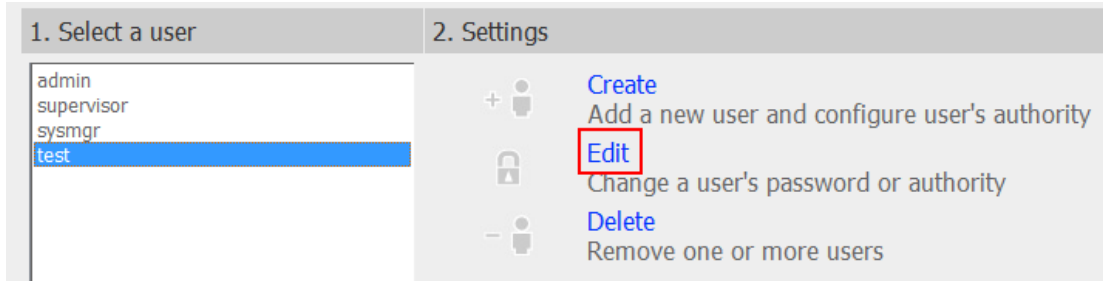 1. Select a user
2. Settings
admin
supervisor
sysmgr
test
Create
Add a new user and configure user's authority
Edit
Change a user's password or authority
Delete
Remove one or more users